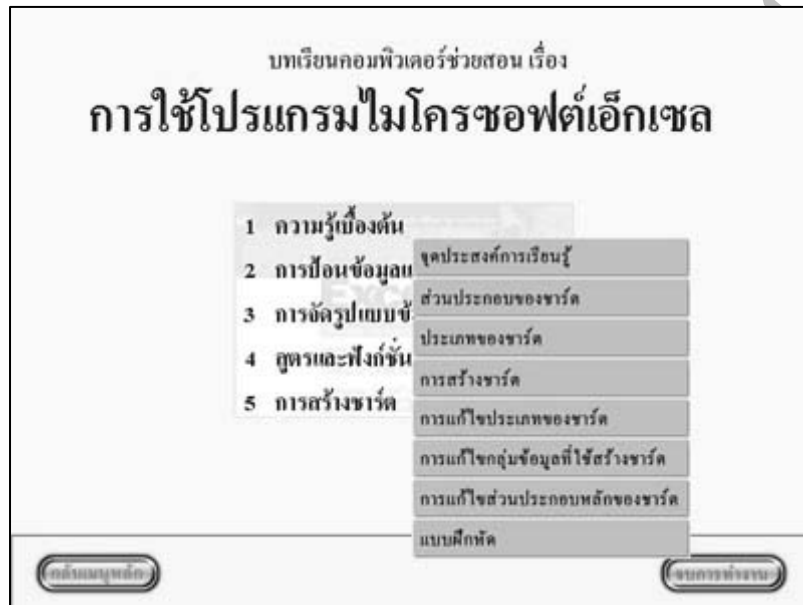 บทเรียนคอมพิวเตอร์ช่วยสอน เรื่อง
การใช้โปรแกรมไมโครซอฟต์เอ็กเซล
1 ความรู้เบื้องต้น
2 การป้อนข้อมูลแ
3 การจัดรูปแบบข้
4 สูตรและฟังก์ชั่น
5 การสร้างชาร์ต
จุดประสงค์การเรียนรู้
ส่วนประกอบของชาร์ต
ประเภทของชาร์ต
การสร้างชาร์ต
การแก้ไขประเภทของชาร์ต
การแก้ไขกลุ่มข้อมูลที่ใช้สร้างชาร์ต
การแก้ไขส่วนประกอบหลักของชาร์ต
แบบฝึกหัด
กลับเมนูหลัก
จบการทำงาน